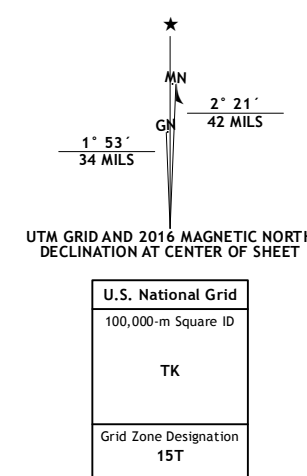 ★
MN
GN
2° 21´
42 MILS
1° 53´
34 MILS
UTM GRID AND 2016 MAGNETIC NORTH
DECLINATION AT CENTER OF SHEET
U.S. National Grid
100,000-m Square ID
TK
Grid Zone Designation
15T